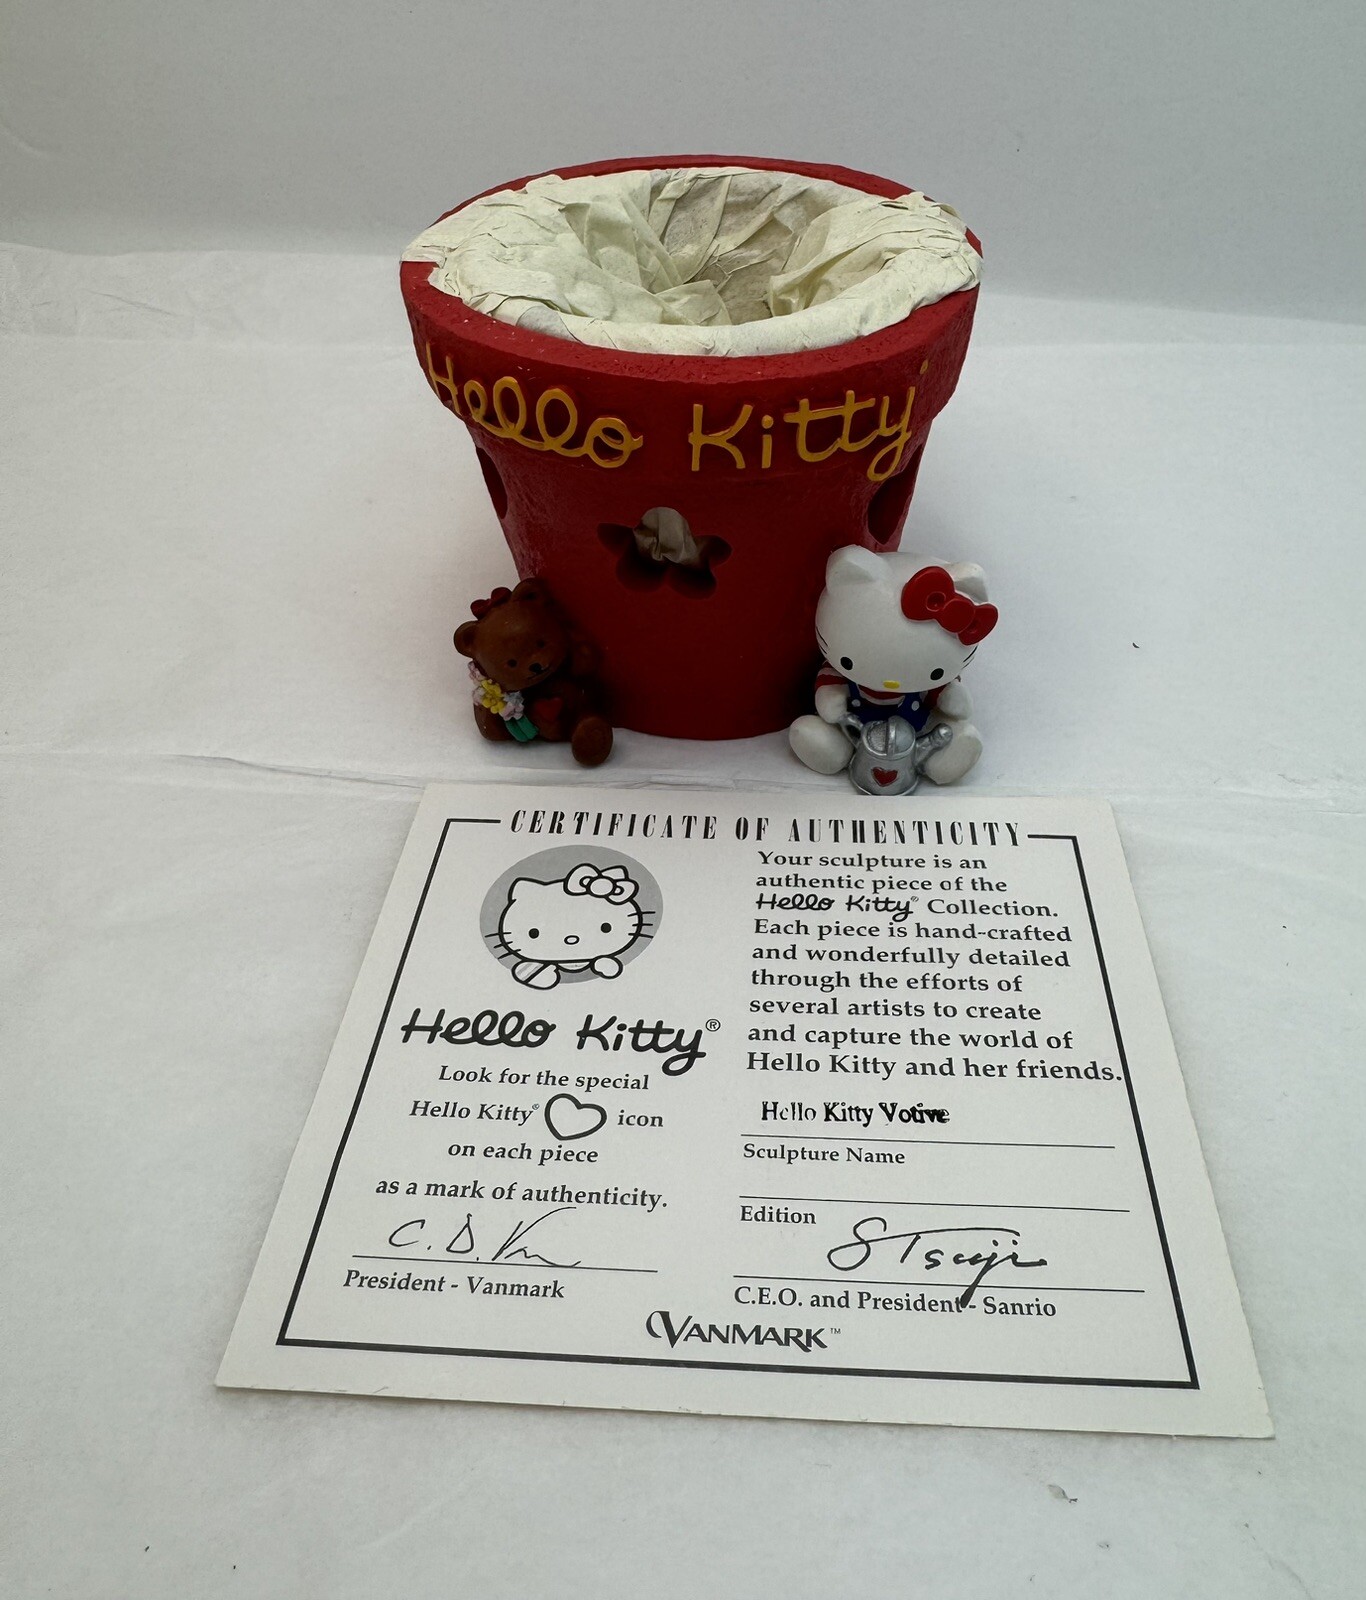 Hello Kitty
CERTIFICATE OF AUTHENTICITY
Hello Kitty®
Look for the special
Hello Kitty® icon
on each piece
as a mark of authenticity.
C. D. Van
President - Vanmark
Your sculpture is an
authentic piece of the
Hello Kitty® Collection.
Each piece is hand-crafted
and wonderfully detailed
through the efforts of
several artists to create
and capture the world of
Hello Kitty and her friends.
Hello Kitty Votive
Sculpture Name
Edition
S Tsuji
C.E.O. and President - Sanrio
VANMARK™